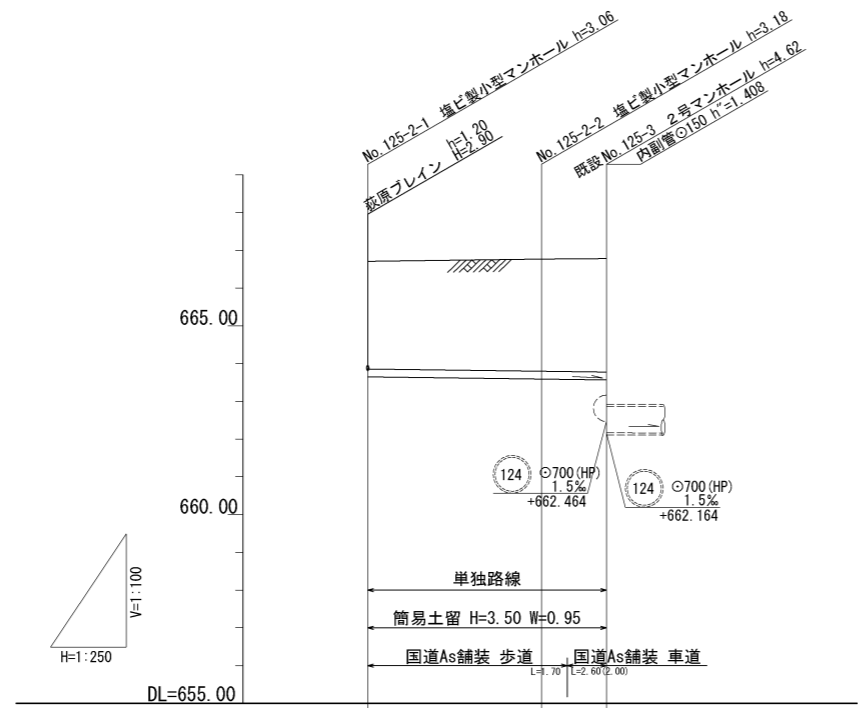 No.125-2-1 塩ビ製小型マンホール h=3.06
荻原ブレイン h=1.20
H=2.90
No.125-2-2 塩ビ製小型マンホール h=3.18
既設No.125-3 2号マンホール h=4.62
内副管⊙150 h"=1.408
665.00
124 ⊙700(HP)
1.5‰
+662.464
124 ⊙700(HP)
1.5‰
+662.164
660.00
V=1:100
H=1:250
単独路線
簡易土留 H=3.50 W=0.95
国道As舗装 歩道
L=1.70
国道As舗装 車道
L=2.60(2.00)
DL=655.00